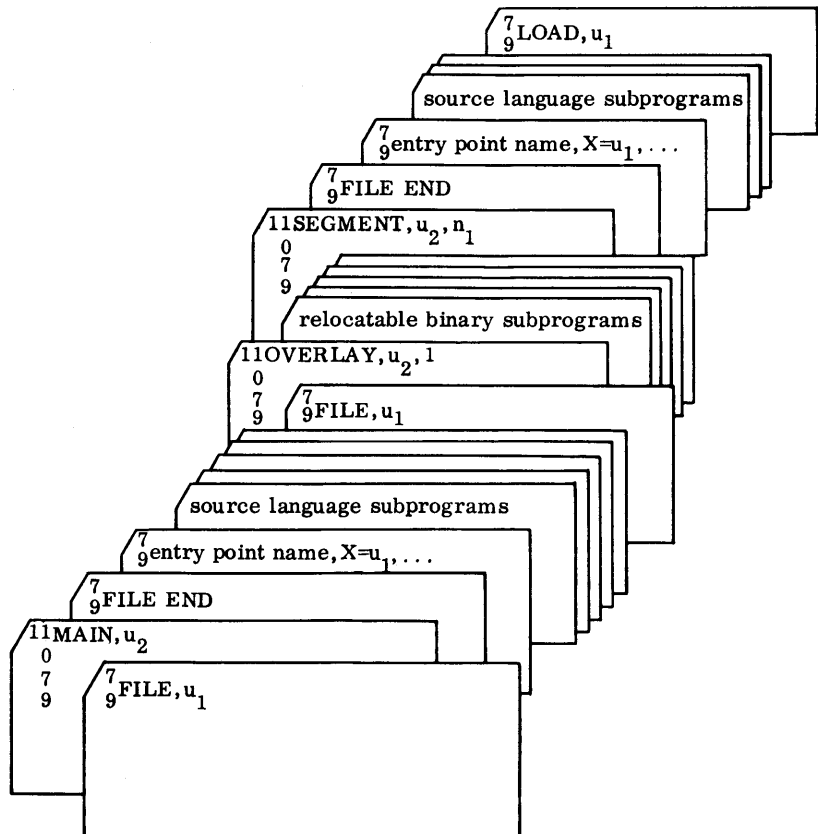 7
9LOAD,u1
source language subprograms
7
9entry point name,X=u1,...
7
9FILE END
11SEGMENT,u2,n1
0
7
9
relocatable binary subprograms
11OVERLAY,u2,1
0
7
9
7
9FILE,u1
source language subprograms
7
9entry point name,X=u1,...
7
9FILE END
11MAIN,u2
0
7
9
7
9FILE,u1